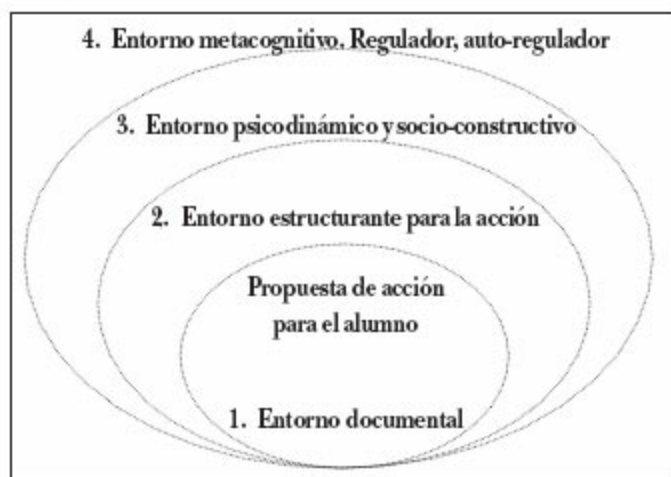 4. Entorno metacognitivo. Regulador, auto-regulador
3. Entorno psicodinámico y socio-constructivo
2. Entorno estructurante para la acción
Propuesta de acción
para el alumno
1. Entorno documental